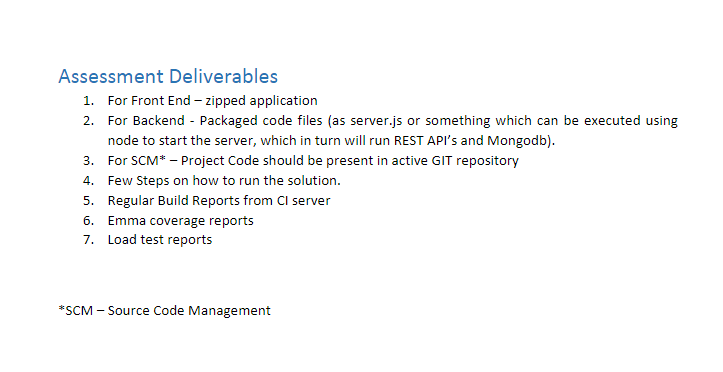 Assessment Deliverables
1. For Front End – zipped application
2. For Backend - Packaged code files (as server.js or something which can be executed using
node to start the server, which in turn will run REST API’s and Mongodb).
3. For SCM* – Project Code should be present in active GIT repository
4. Few Steps on how to run the solution.
5. Regular Build Reports from CI server
6. Emma coverage reports
7. Load test reports
*SCM – Source Code Management